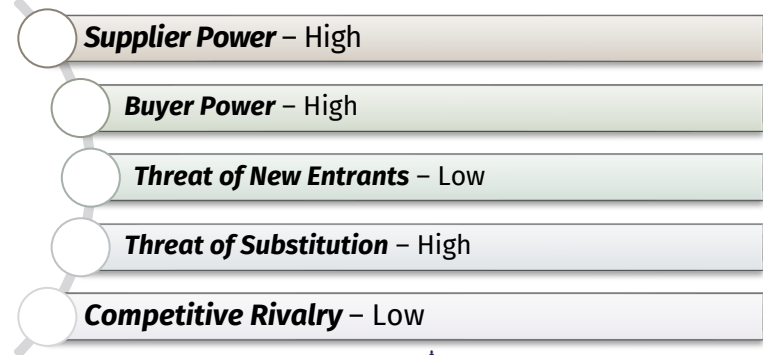 Supplier Power – High
Buyer Power – High
Threat of New Entrants – Low
Threat of Substitution – High
Competitive Rivalry – Low